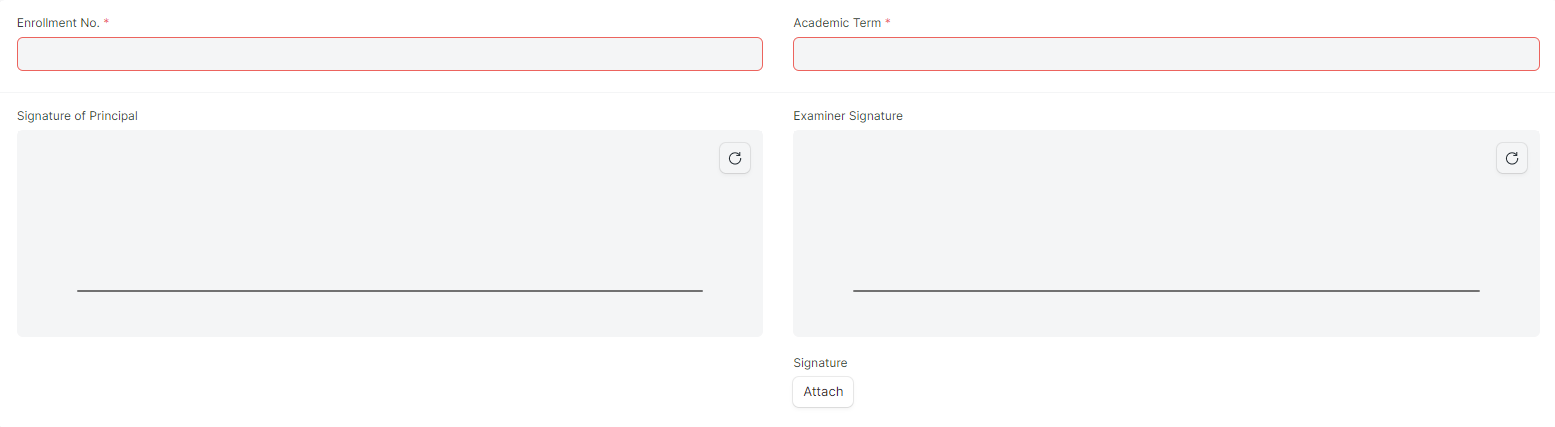 Enrollment No. *
Academic Term *
Signature of Principal
Examiner Signature
Signature
Attach